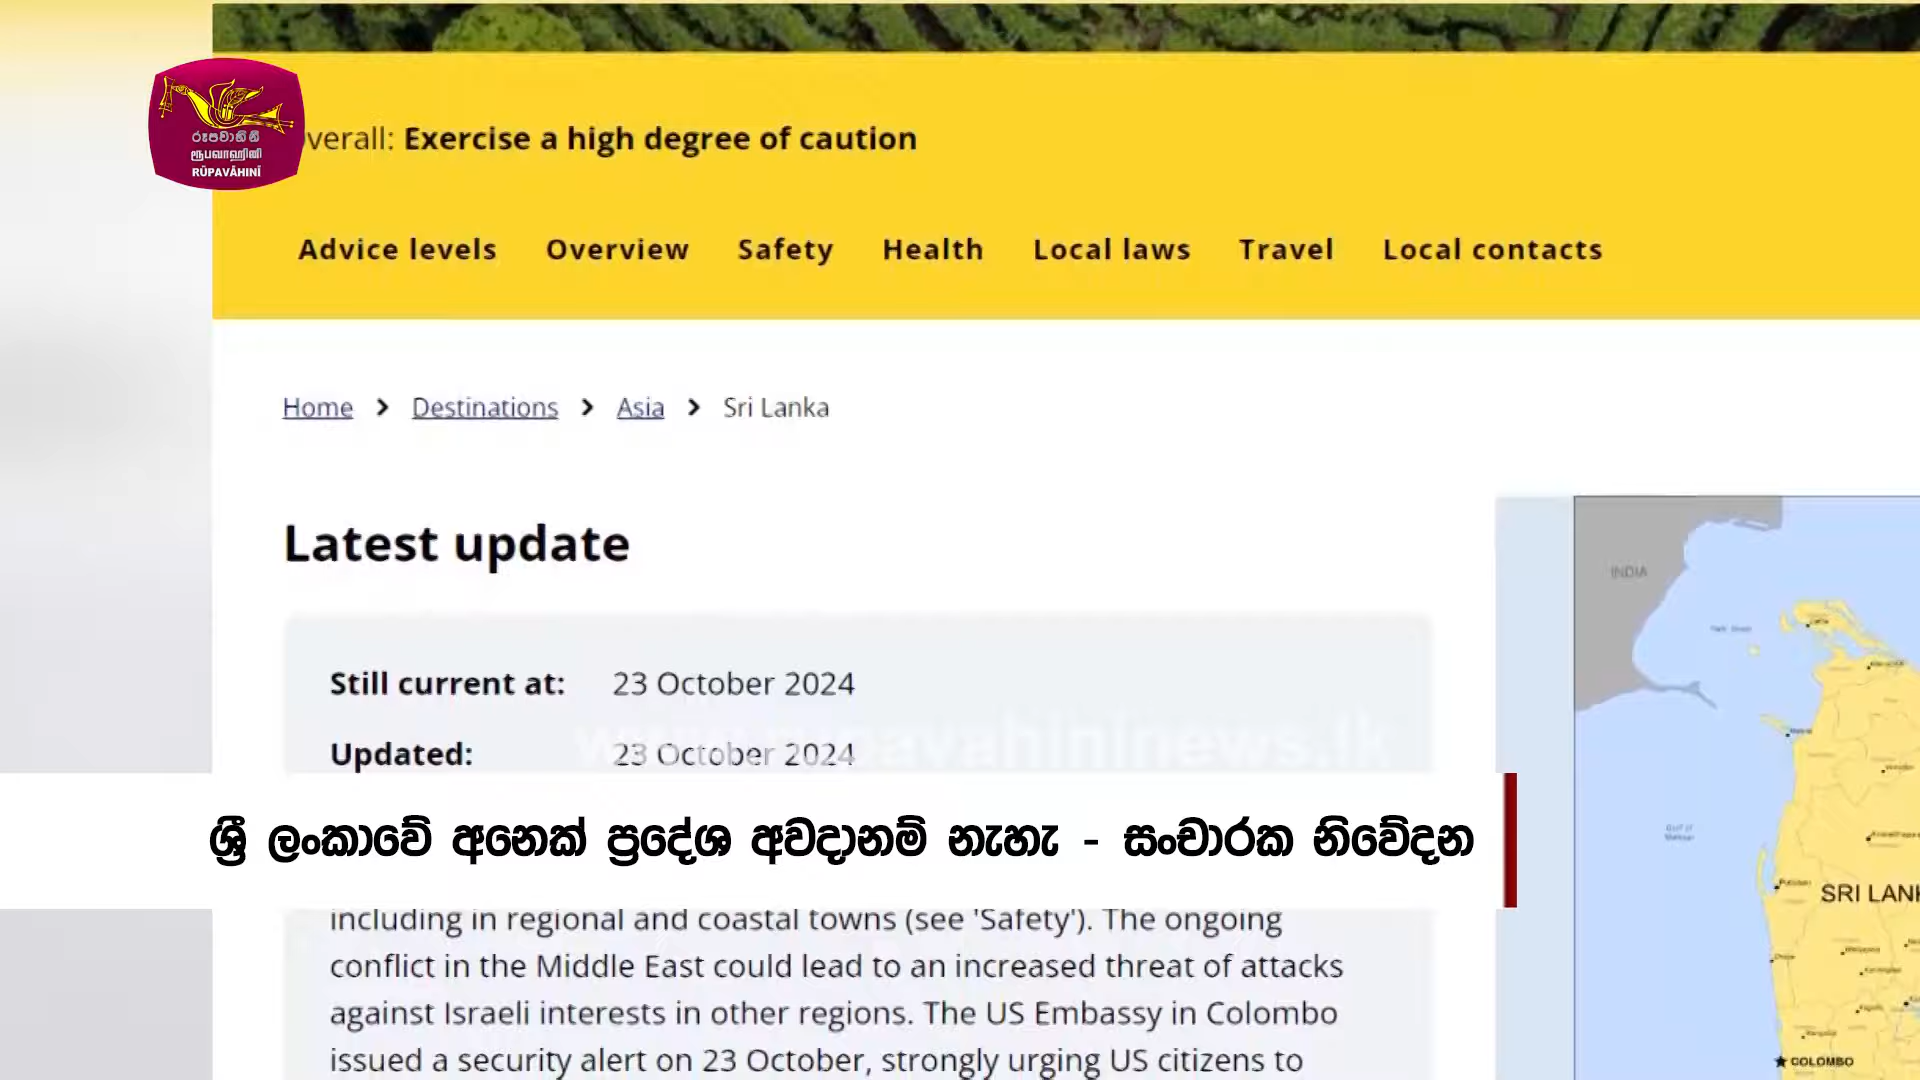 රූපවාහිනී
ரூபவாஹினி
RŪPAVĀHINĪ
verall: Exercise a high degree of caution
Advice levels Overview Safety Health Local laws Travel Local contacts
Home > Destinations > Asia > Sri Lanka
Latest update
INDIA
Still current at: 23 October 2024
www.rupavahininews.lk
Updated: 23 October 2024
ශ්‍රී ලංකාවේ අනෙක් ප්‍රදේශ අවදානම් නැහැ - සංචාරක නිවේදන
SRI LANK
including in regional and coastal towns (see 'Safety'). The ongoing
conflict in the Middle East could lead to an increased threat of attacks
against Israeli interests in other regions. The US Embassy in Colombo
issued a security alert on 23 October, strongly urging US citizens to
COLOMBO